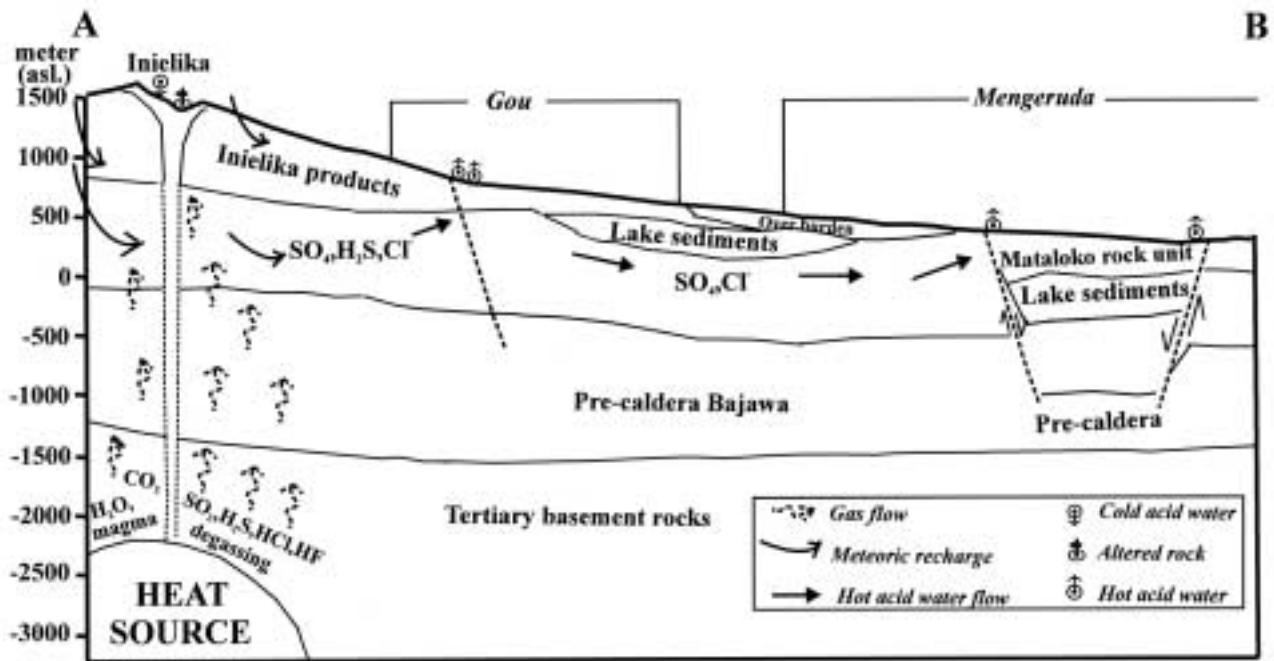 A
B
meter
(asl.)
Inielika
1500
1000
500
0
-500
-1000
-1500
-2000
-2500
-3000
Gou
Mengeruda
Inielika products
Over barden
Lake sediments
SO₄,H₂S,Cl
SO₄,Cl
Mataloko rock unit
Lake sediments
Pre-caldera Bajawa
Pre-caldera
CO₂
H₂O,
magma
SO₂,H₂S,HCl,HF
degassing
Tertiary basement rocks
HEAT
SOURCE
Gas flow
Meteoric recharge
Hot acid water flow
Cold acid water
Altered rock
Hot acid water